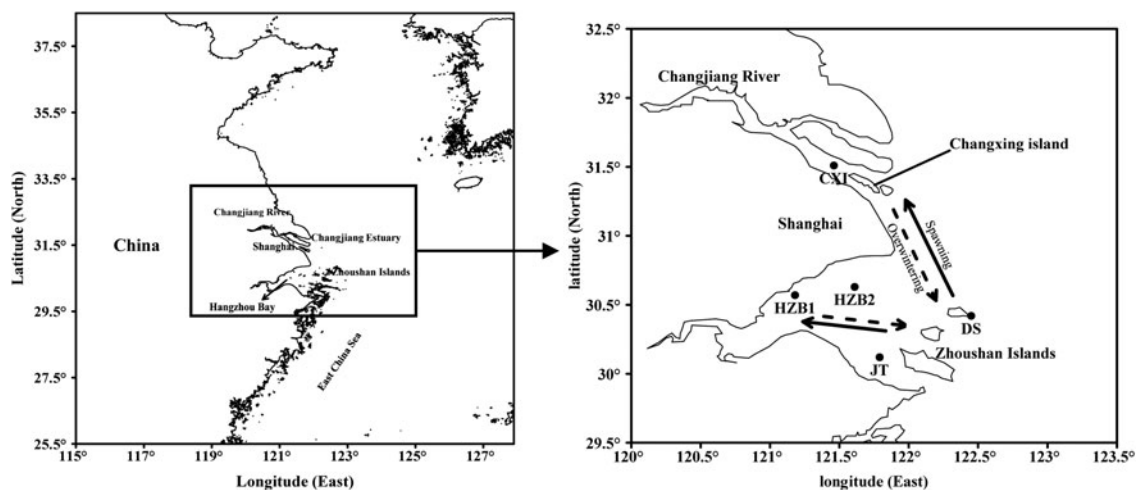 37.5°
35.5°
33.5°
31.5°
29.5°
27.5°
25.5°
Latitude (North)
115°
117°
119°
121°
123°
125°
127°
Longitude (East)
China
Changjiang River
Shanghai
Changjiang Estuary
Zhoushan Islands
Hangzhou Bay
East China Sea
32.5°
32°
31.5°
31°
30.5°
30°
29.5°
latitude (North)
120°
120.5°
121°
121.5°
122°
122.5°
123°
123.5°
longitude (East)
Changjiang River
Changxing island
CXI
Shanghai
Spawning
Overwintering
HZB1
HZB2
DS
Zhoushan Islands
JT